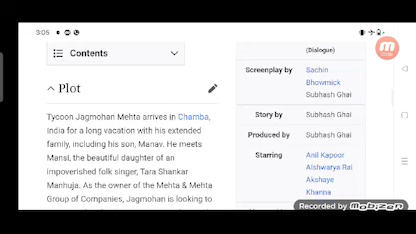 3:05
Contents
Plot
Tycoon Jagmohan Mehta arrives in Chamba,
India for a long vacation with his extended
family, including his son, Manav. He meets
Mansi, the beautiful daughter of an
impoverished folk singer, Tara Shankar
Manhuja. As the owner of the Mehta & Mehta
Group of Companies, Jagmohan is looking to
(Dialogue)
Screenplay by Sachin
Bhowmick
Subhash Ghai
Story by Subhash Ghai
Produced by Subhash Ghai
Starring Anil Kapoor
Aishwarya Rai
Akshaye
Khanna
Recorded by Mobizen